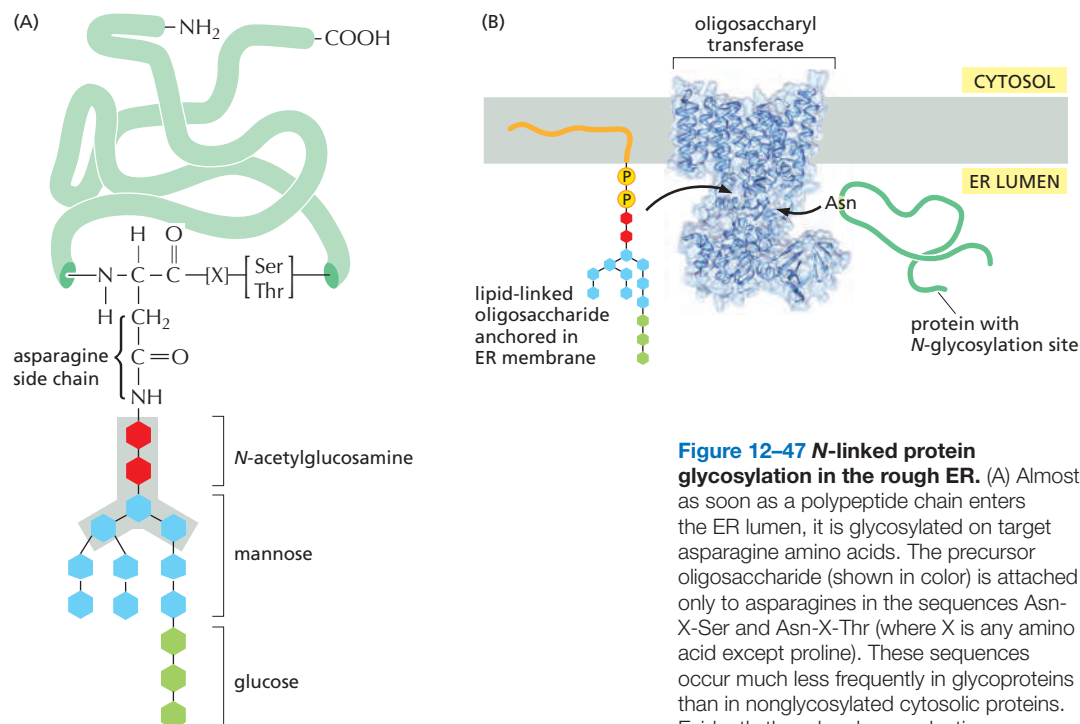 (A)
NH2
COOH
H
O
N
C
C
[X]
Ser
Thr
H
CH2
asparagine
side chain
C
O
NH
N-acetylglucosamine
mannose
glucose
(B)
oligosaccharyl
transferase
CYTOSOL
ER LUMEN
P
P
Asn
lipid-linked
oligosaccharide
anchored in
ER membrane
protein with
N-glycosylation site
Figure 12–47 N-linked protein
glycosylation in the rough ER. (A) Almost
as soon as a polypeptide chain enters
the ER lumen, it is glycosylated on target
asparagine amino acids. The precursor
oligosaccharide (shown in color) is attached
only to asparagines in the sequences Asn-
X-Ser and Asn-X-Thr (where X is any amino
acid except proline). These sequences
occur much less frequently in glycoproteins
than in nonglycosylated cytosolic proteins.